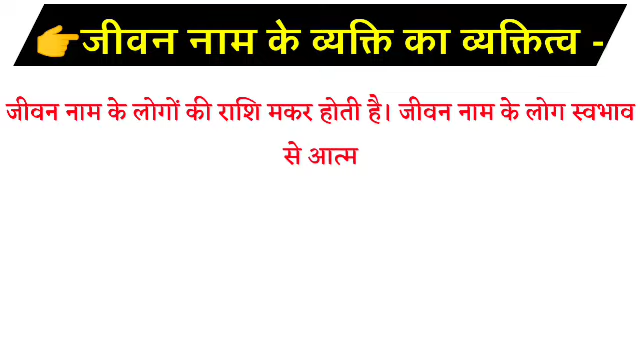 👉जीवन नाम के व्यक्ति का व्यक्तित्व -
जीवन नाम के लोगों की राशि मकर होती है। जीवन नाम के लोग स्वभाव
से आत्म